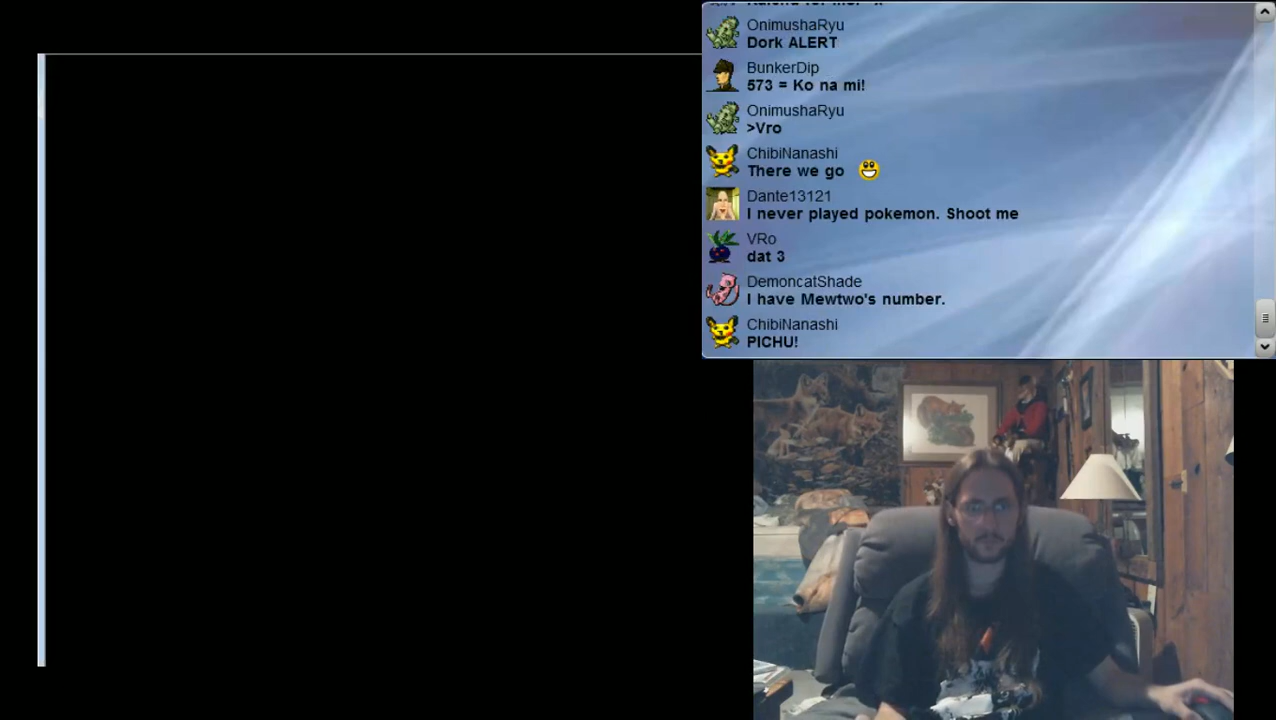 OnimushaRyu
Dork ALERT
BunkerDip
573 = Ko na mi!
OnimushaRyu
>Vro
ChibiNanashi
There we go
Dante13121
I never played pokemon. Shoot me
VRo
dat 3
DemoncatShade
I have Mewtwo's number.
ChibiNanashi
PICHU!